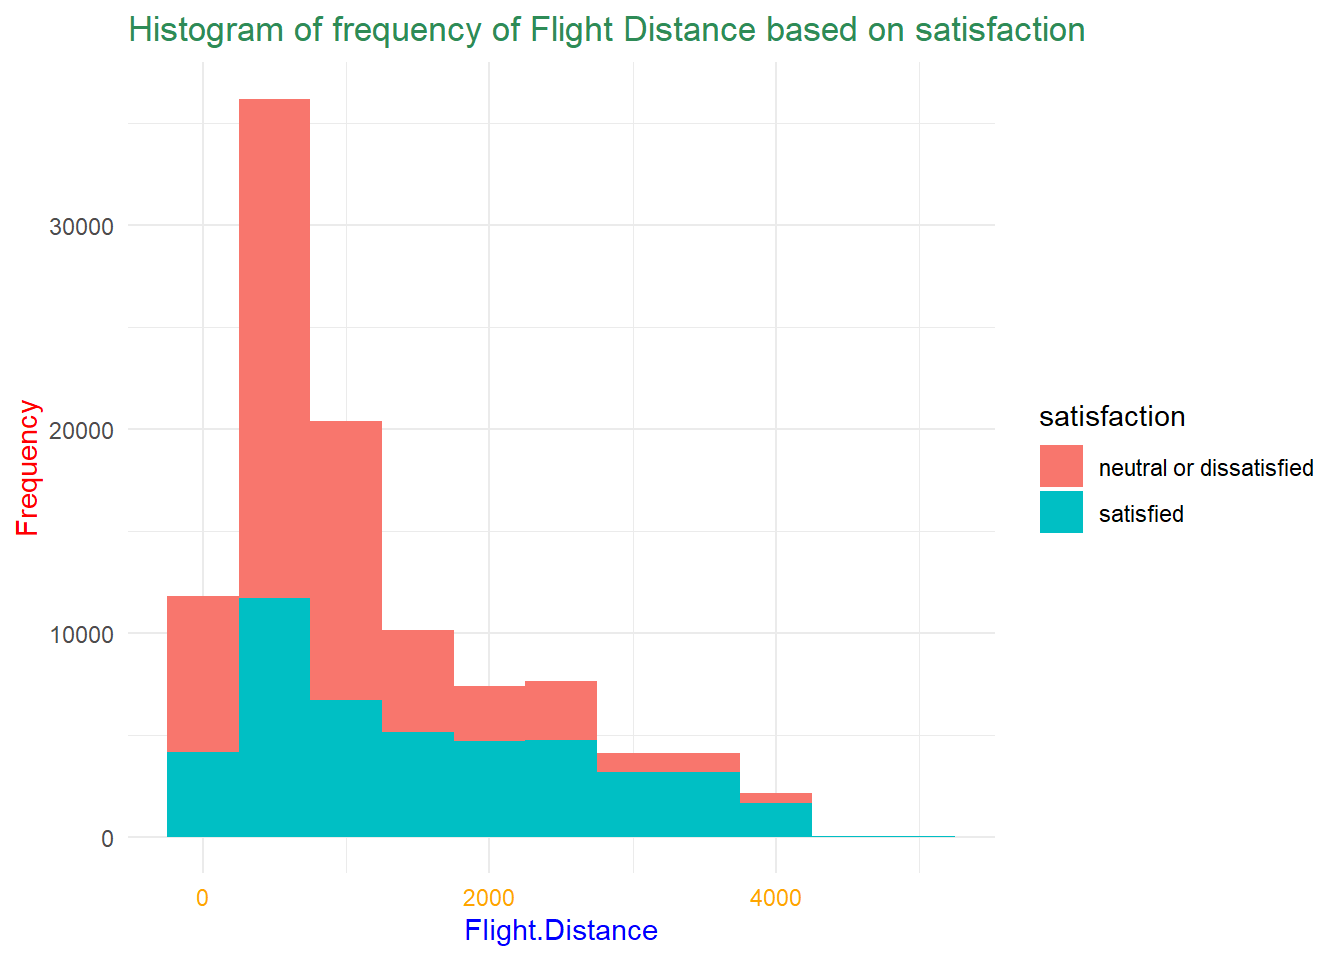 Histogram of frequency of Flight Distance based on satisfaction
Frequency
30000
20000
10000
0
0 2000 4000
Flight.Distance
satisfaction
neutral or dissatisfied
satisfied